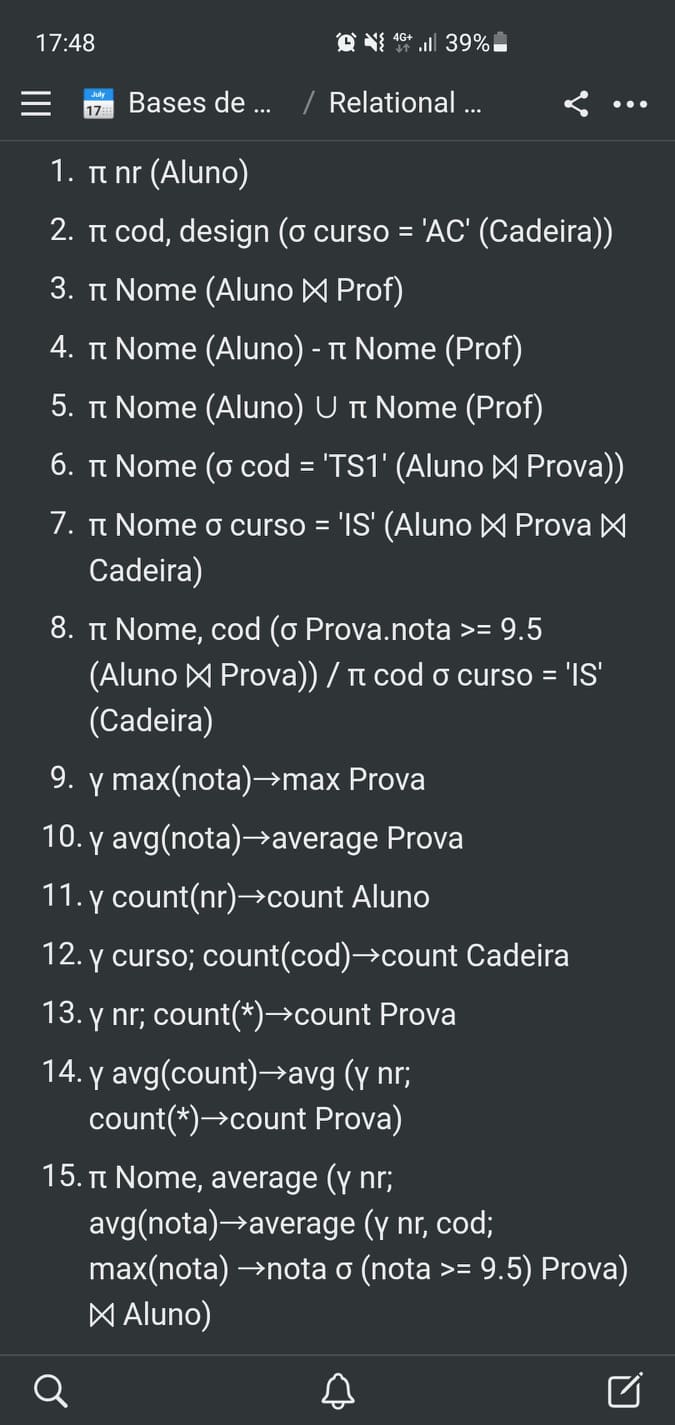 17:48 4G+ 39%
July 17 Bases de ... / Relational ...
1. π nr (Aluno)
2. π cod, design (σ curso = 'AC' (Cadeira))
3. π Nome (Aluno ⨝ Prof)
4. π Nome (Aluno) - π Nome (Prof)
5. π Nome (Aluno) ∪ π Nome (Prof)
6. π Nome (σ cod = 'TS1' (Aluno ⨝ Prova))
7. π Nome σ curso = 'IS' (Aluno ⨝ Prova ⨝
Cadeira)
8. π Nome, cod (σ Prova.nota >= 9.5
(Aluno ⨝ Prova)) / π cod σ curso = 'IS'
(Cadeira)
9. γ max(nota)→max Prova
10. γ avg(nota)→average Prova
11. γ count(nr)→count Aluno
12. γ curso; count(cod)→count Cadeira
13. γ nr; count(*)→count Prova
14. γ avg(count)→avg (γ nr;
count(*)→count Prova)
15. π Nome, average (γ nr;
avg(nota)→average (γ nr, cod;
max(nota) →nota σ (nota >= 9.5) Prova)
⨝ Aluno)